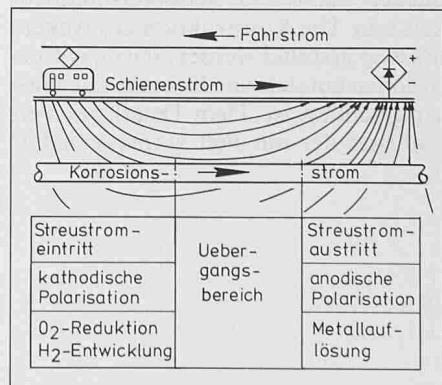 Fahrstrom
+
Schienenstrom
-
Korrosions- strom
Streustrom-
eintritt
kathodische
Polarisation
O₂-Reduktion
H₂-Entwicklung
Ueber-
gangs-
bereich
Streustrom-
austritt
anodische
Polarisation
Metallauf-
lösung